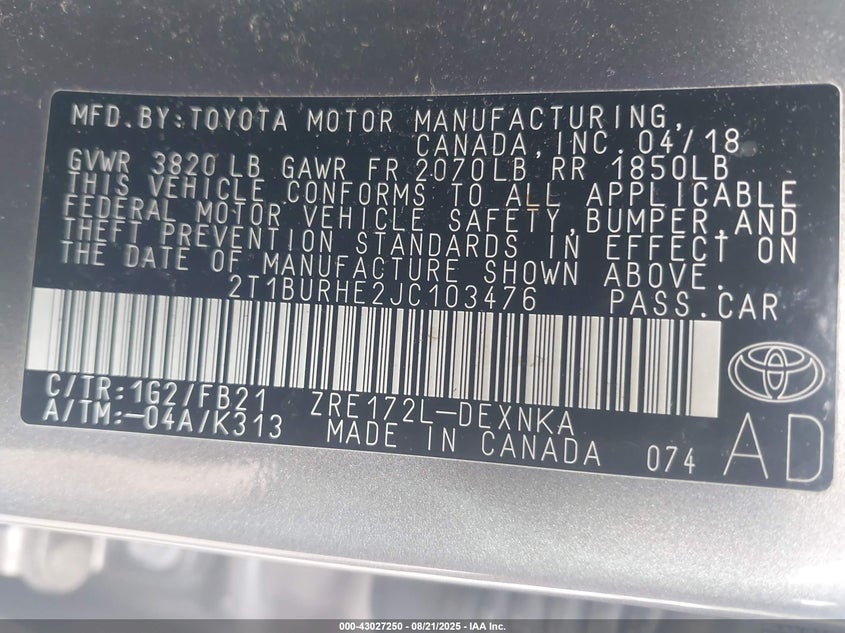 MFD.BY:TOYOTA MOTOR MANUFACTURING,
CANADA,INC. 04/18
GVWR 3820 LB GAWR FR 2070LB RR 1850LB
THIS VEHICLE CONFORMS TO ALL APPLICABLE
FEDERAL MOTOR VEHICLE SAFETY,BUMPER,AND
THEFT PREVENTION STANDARDS IN EFFECT ON
THE DATE OF MANUFACTURE SHOWN ABOVE.
2T1BURHE2JC103476 PASS.CAR
C/TR:1G2/FB21 ZRE172L-DEXNKA
A/TM:-04A/K313 MADE IN CANADA 074 AD
000-43027250 - 08/21/2025 - IAA Inc.